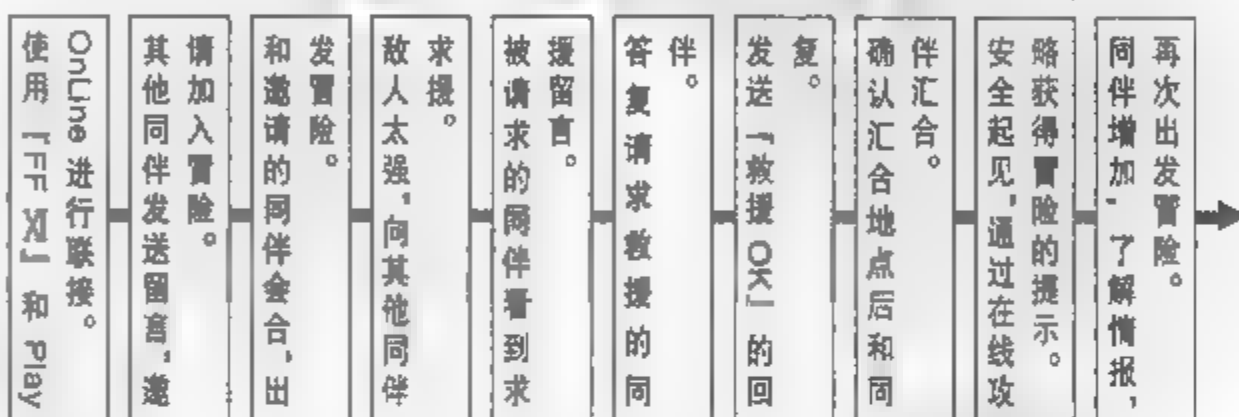 使用『FF XI』和 Play
OnLine 进行联接。
其他同伴发送留言，邀
请加入冒险。
和邀请的同伴会合，出
发冒险。
敌人太强，向其他同伴
求援。
被请求的同伴看到求
援留言。
答复请求救援的同
伴。
发送「救援 OK」的回
复。
确认汇合地点后和同
伴汇合。
安全起见，通过在线攻
略获得冒险的提示。
同伴增加，了解情报，
再次出发冒险。